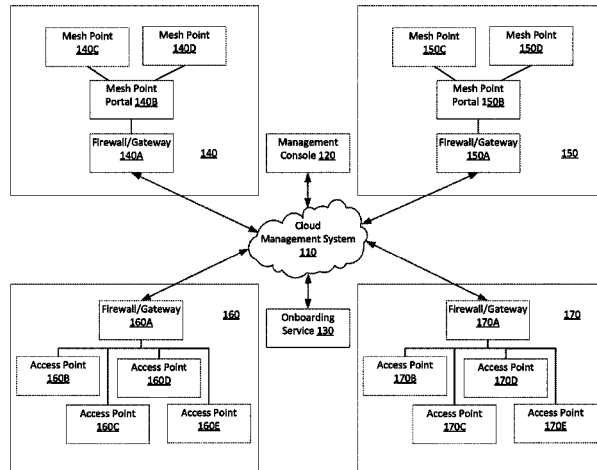 Mesh Point
140C
Mesh Point
140D
Mesh Point
Portal 140B
Firewall/Gateway
140A
140
Mesh Point
150C
Mesh Point
150D
Mesh Point
Portal 150B
Firewall/Gateway
150A
150
Management
Console 120
Cloud
Management System
110
Onboarding
Service 130
Firewall/Gateway
160A
160
Access Point
160B
Access Point
160D
Access Point
160C
Access Point
160E
Firewall/Gateway
170A
170
Access Point
170B
Access Point
170D
Access Point
170C
Access Point
170E